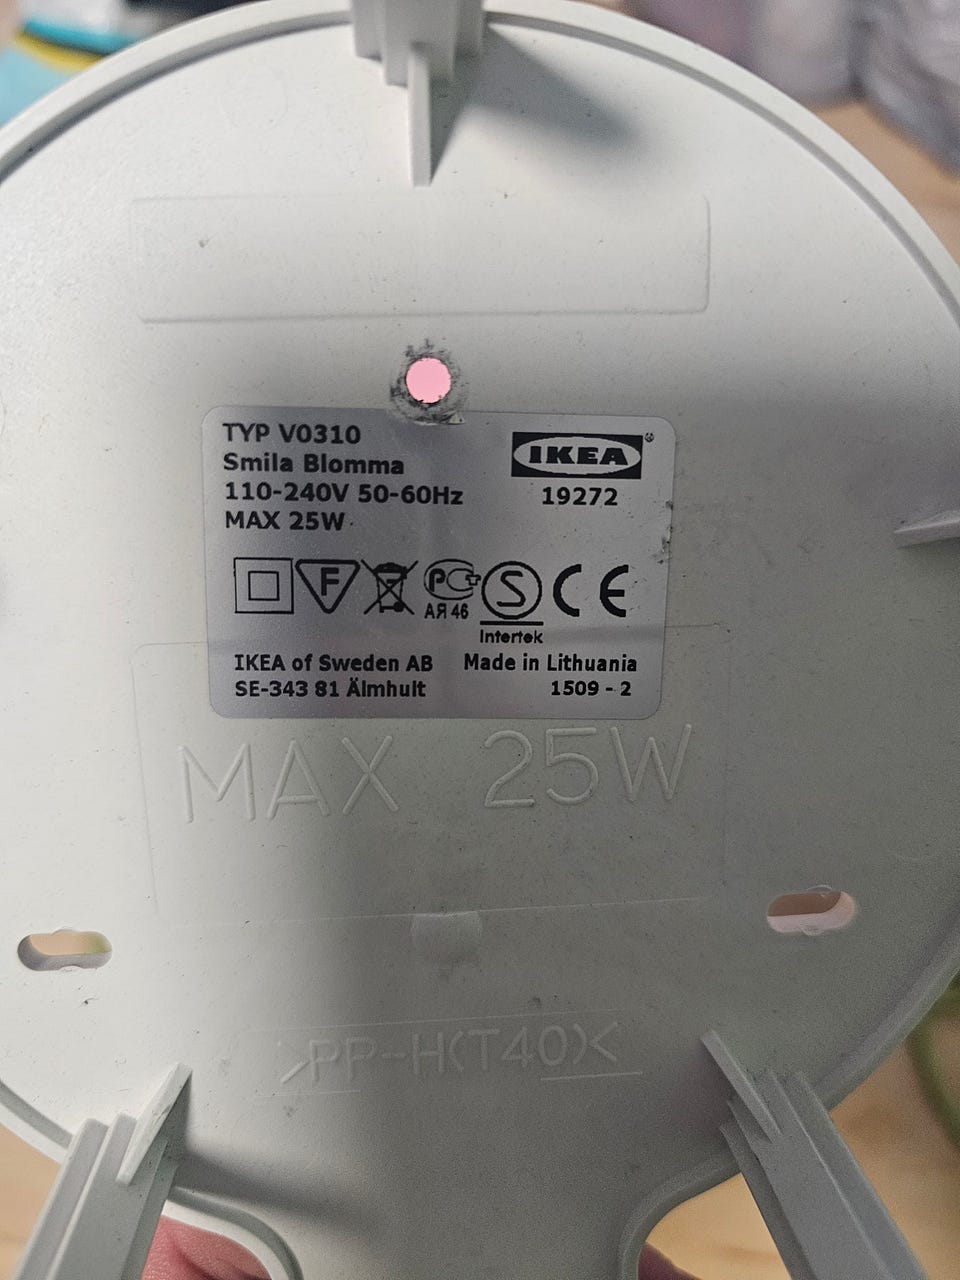 TYP V0310
Smila Blomma
110-240V 50-60Hz
MAX 25W
IKEA®
19272
F
PC
АЯ 46
S
Intertek
CE
IKEA of Sweden AB
SE-343 81 Älmhult
Made in Lithuania
1509 - 2
MAX 25W
>PP-H(T40)<